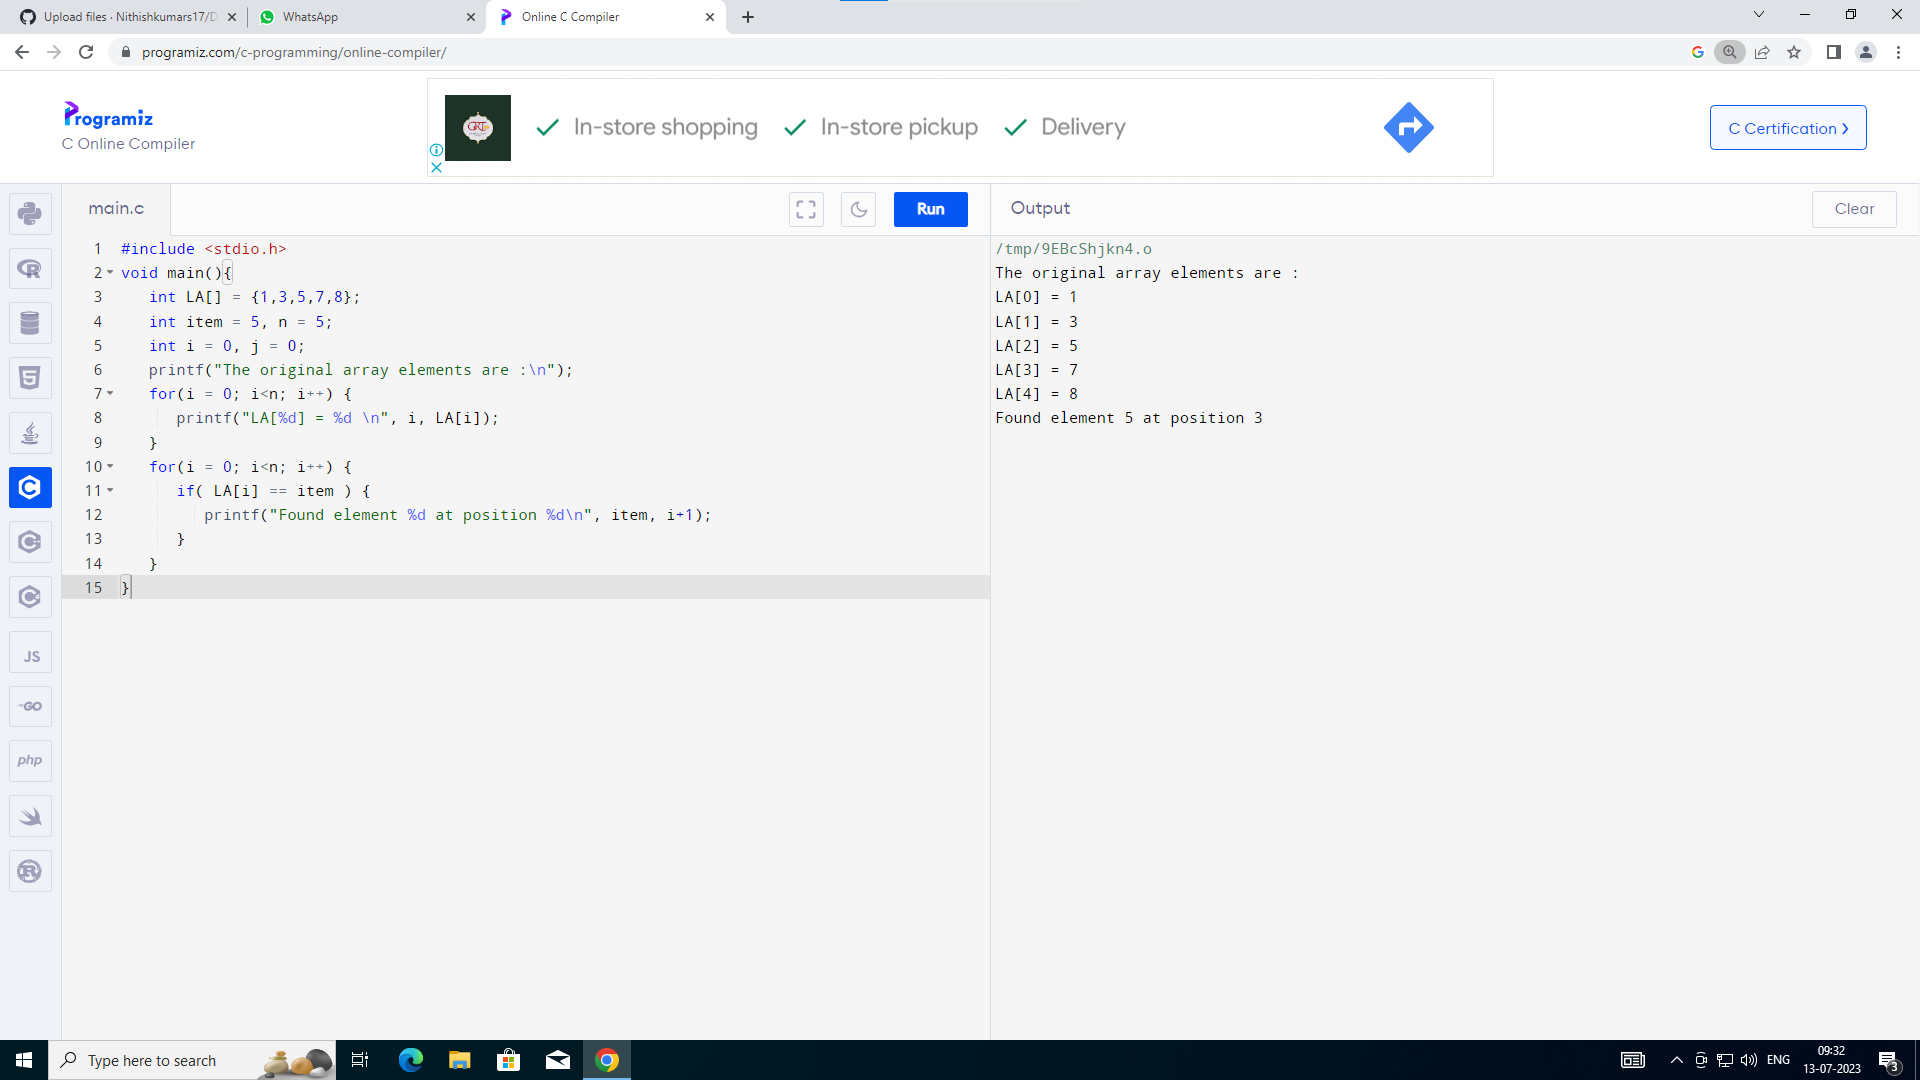 Upload files · Nithishkumars17/D
WhatsApp
Online C Compiler
programiz.com/c-programming/online-compiler/
Programiz
C Online Compiler
GRT
In-store shopping
In-store pickup
Delivery
C Certification
main.c
Run
Output
Clear
1 #include <stdio.h>
2 void main(){
3 int LA[] = {1,3,5,7,8};
4 int item = 5, n = 5;
5 int i = 0, j = 0;
6 printf("The original array elements are :\n");
7 for(i = 0; i<n; i++) {
8 printf("LA[%d] = %d \n", i, LA[i]);
9 }
10 for(i = 0; i<n; i++) {
11 if( LA[i] == item ) {
12 printf("Found element %d at position %d\n", item, i+1);
13 }
14 }
15 }
/tmp/9EBcShjkn4.o
The original array elements are :
LA[0] = 1
LA[1] = 3
LA[2] = 5
LA[3] = 7
LA[4] = 8
Found element 5 at position 3
JS
GO
php
Type here to search
ENG
09:32
13-07-2023
3